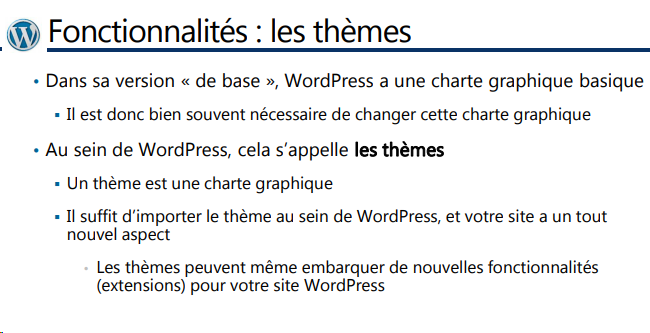 Fonctionnalités : les thèmes
• Dans sa version « de base », WordPress a une charte graphique basique
▪ Il est donc bien souvent nécessaire de changer cette charte graphique
• Au sein de WordPress, cela s’appelle les thèmes
▪ Un thème est une charte graphique
▪ Il suffit d’importer le thème au sein de WordPress, et votre site a un tout
nouvel aspect
• Les thèmes peuvent même embarquer de nouvelles fonctionnalités
(extensions) pour votre site WordPress